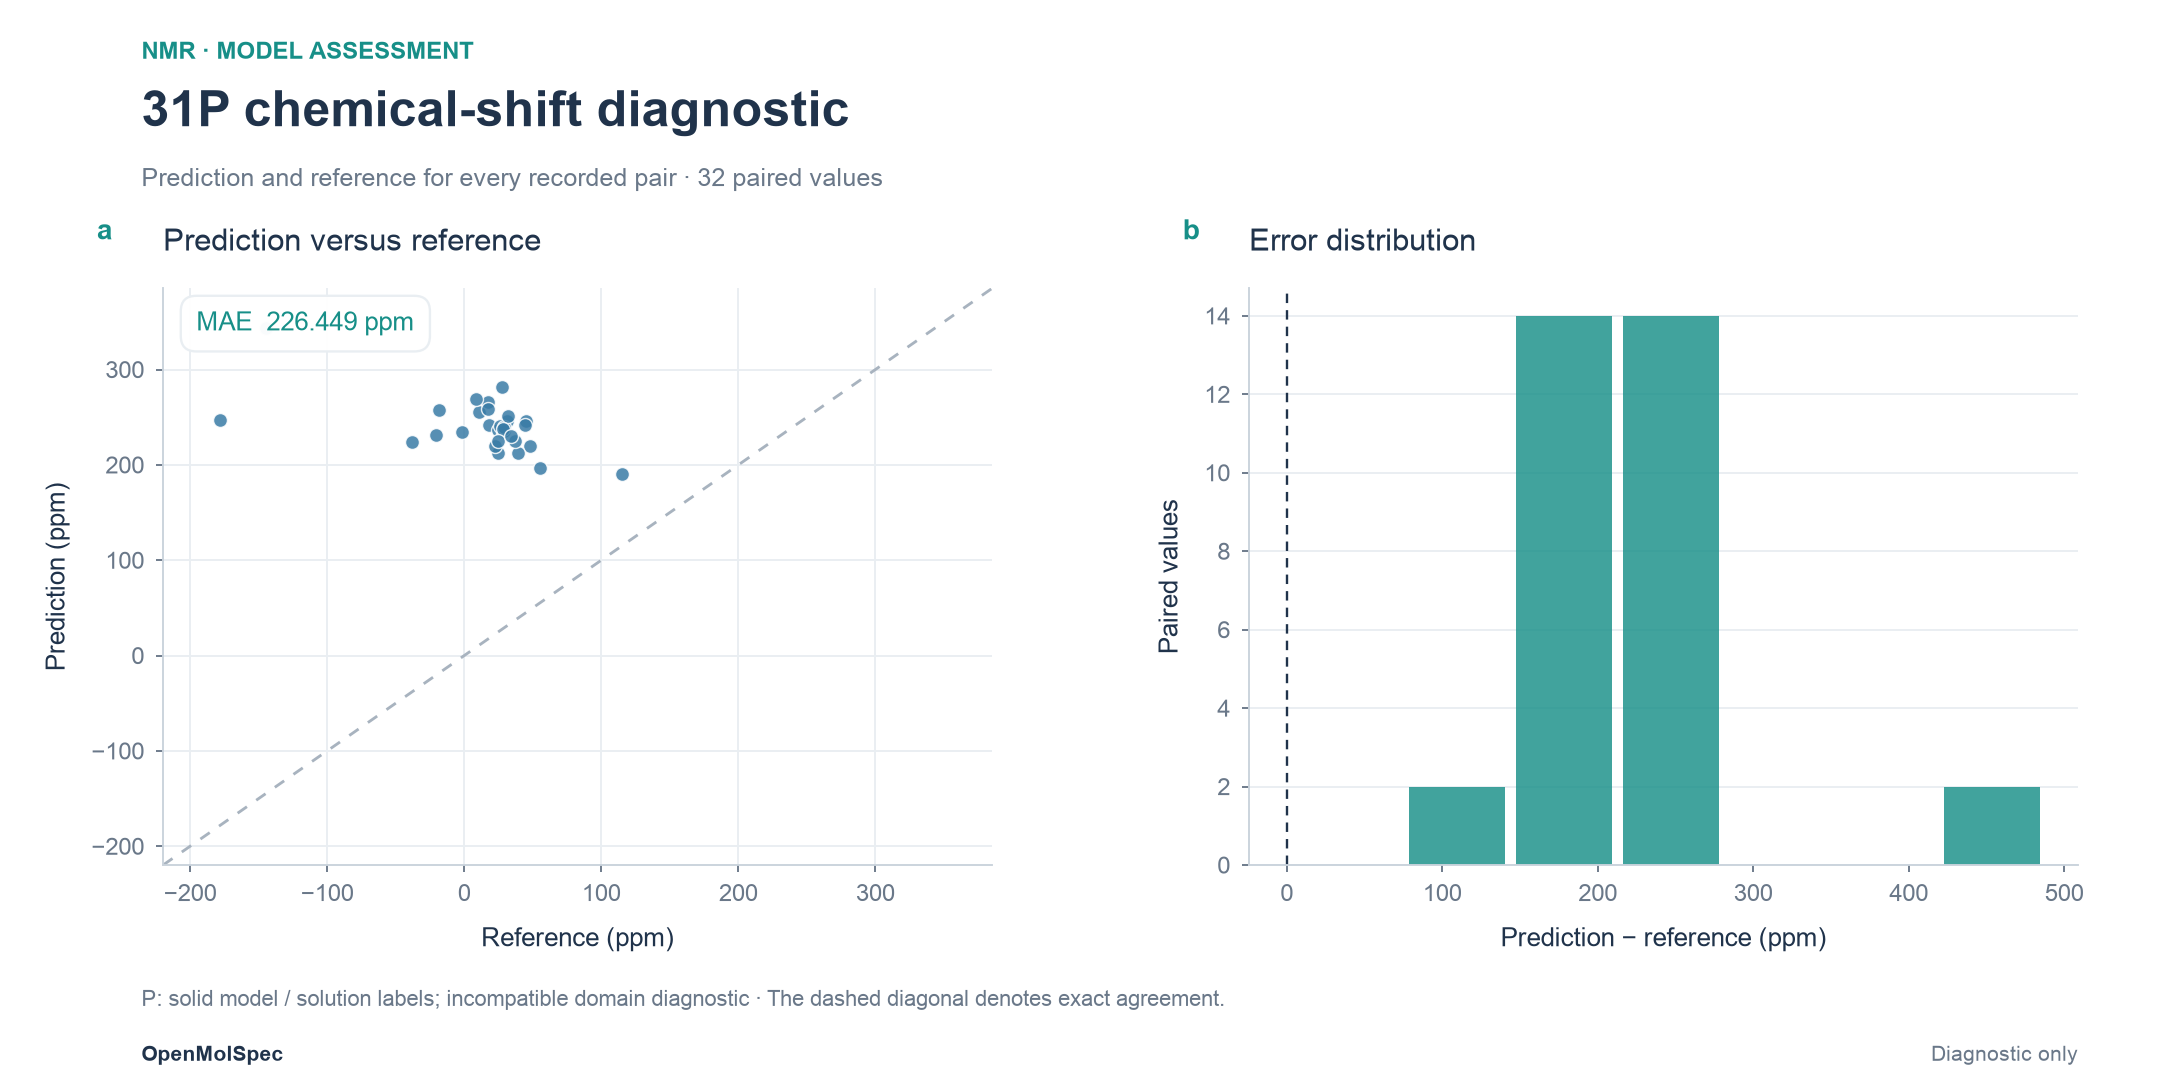 NMR · MODEL ASSESSMENT
31P chemical-shift diagnostic
Prediction and reference for every recorded pair · 32 paired values
a
Prediction versus reference
MAE 226.449 ppm
300
200
100
0
−100
−200
−200
−100
0
100
200
300
Prediction (ppm)
Reference (ppm)
b
Error distribution
14
12
10
8
6
4
2
0
0
100
200
300
400
500
Paired values
Prediction − reference (ppm)
P: solid model / solution labels; incompatible domain diagnostic · The dashed diagonal denotes exact agreement.
OpenMolSpec
Diagnostic only